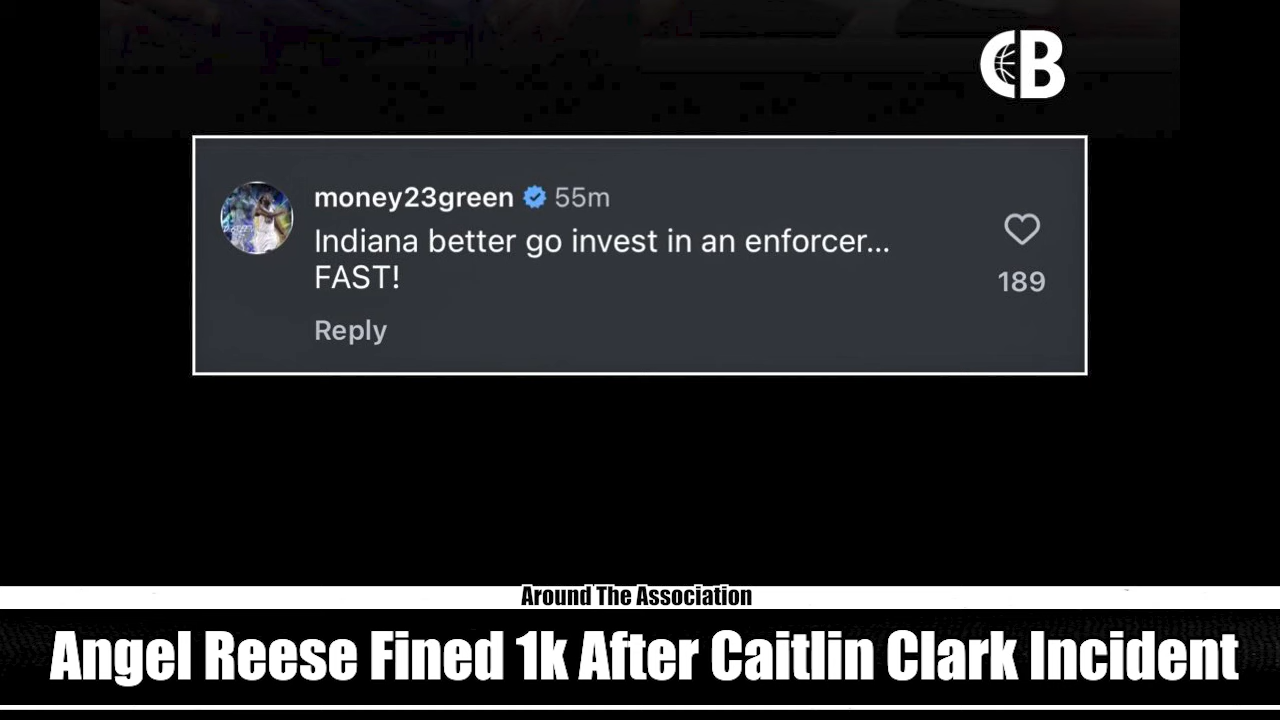 CB
money23green 55m
Indiana better go invest in an enforcer...
FAST!
189
Reply
Around The Association
Angel Reese Fined 1k After Caitlin Clark Incident